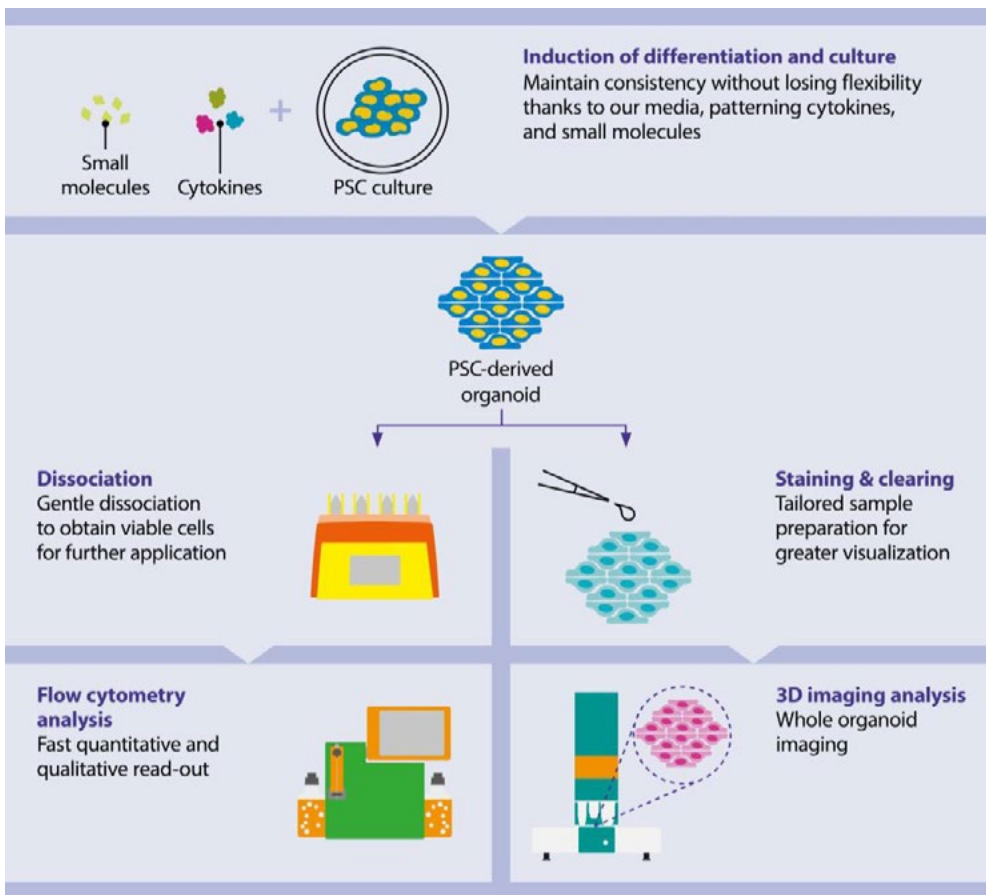 Induction of differentiation and culture
Maintain consistency without losing flexibility
thanks to our media, patterning cytokines,
and small molecules
Small
molecules
Cytokines
PSC culture
PSC-derived
organoid
Dissociation
Gentle dissociation
to obtain viable cells
for further application
Staining & clearing
Tailored sample
preparation for
greater visualization
Flow cytometry
analysis
Fast quantitative and
qualitative read-out
3D imaging analysis
Whole organoid
imaging